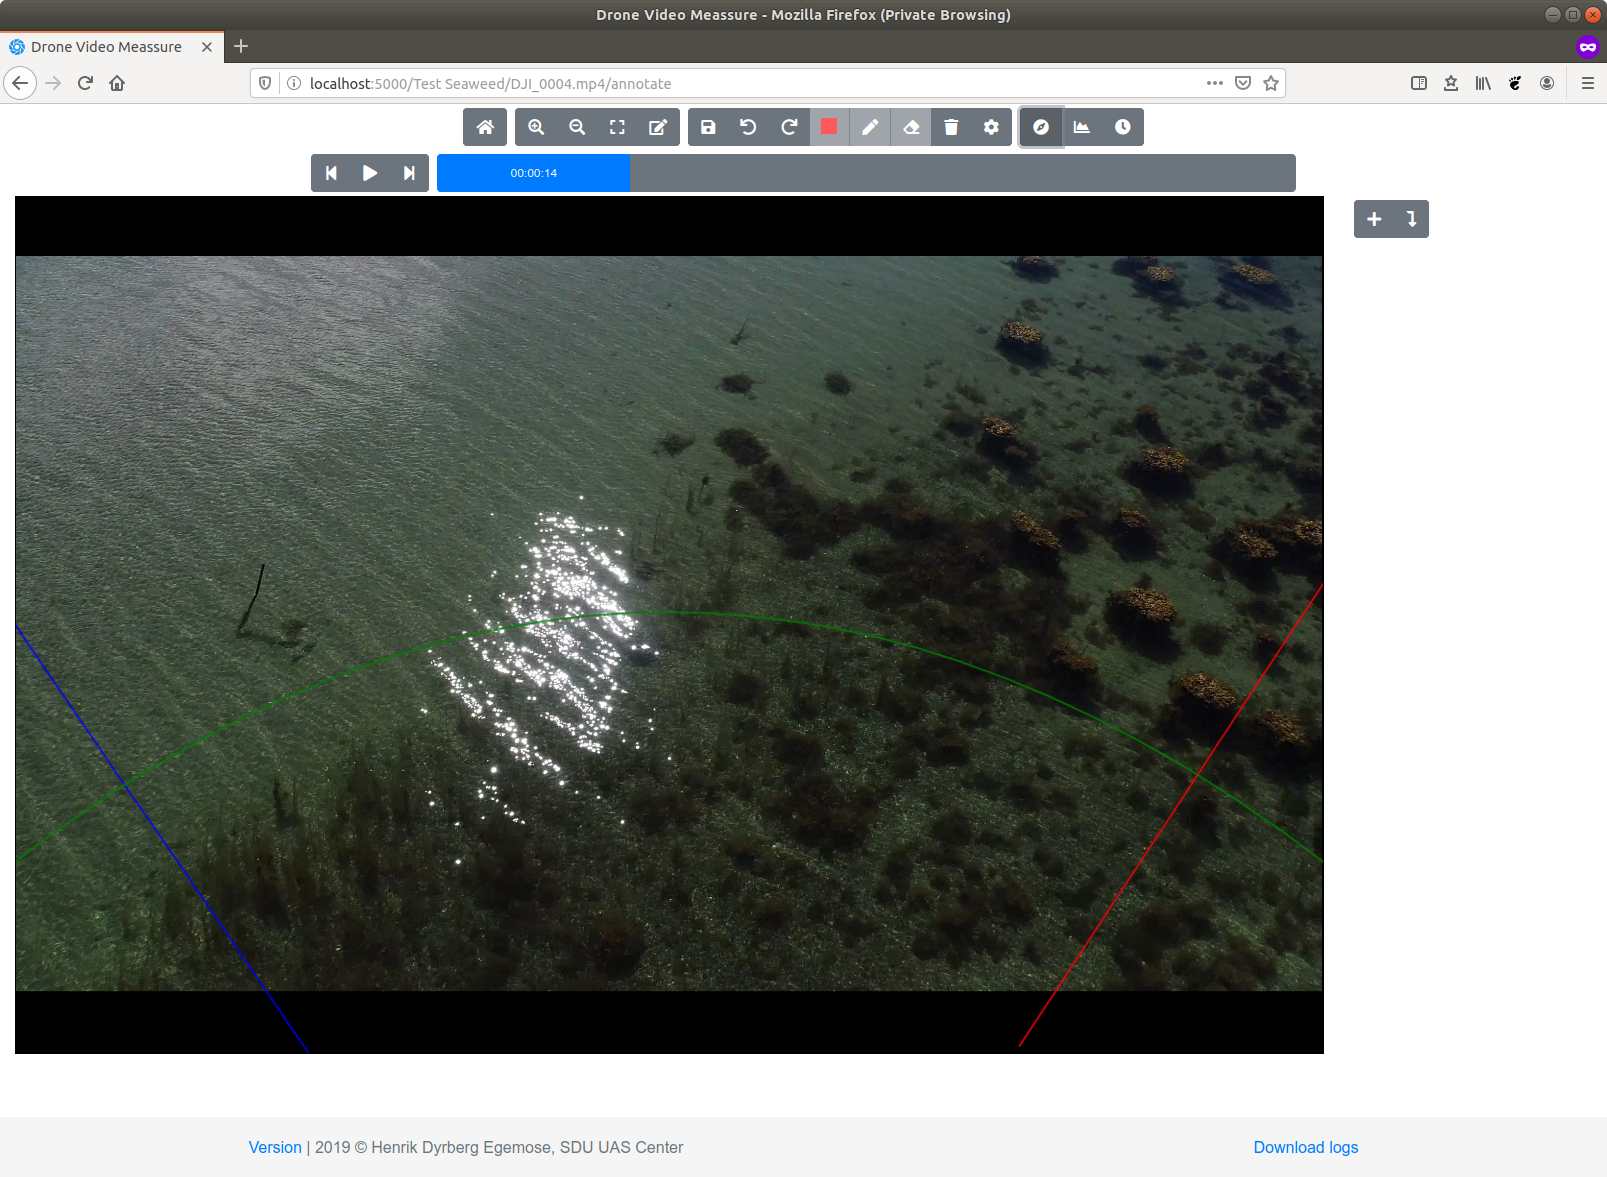 Drone Video Meassure - Mozilla Firefox (Private Browsing)
Drone Video Meassure
localhost:5000/Test Seaweed/DJI_0004.mp4/annotate
00:00:14
Version | 2019 © Henrik Dyrberg Egemose, SDU UAS Center
Download logs